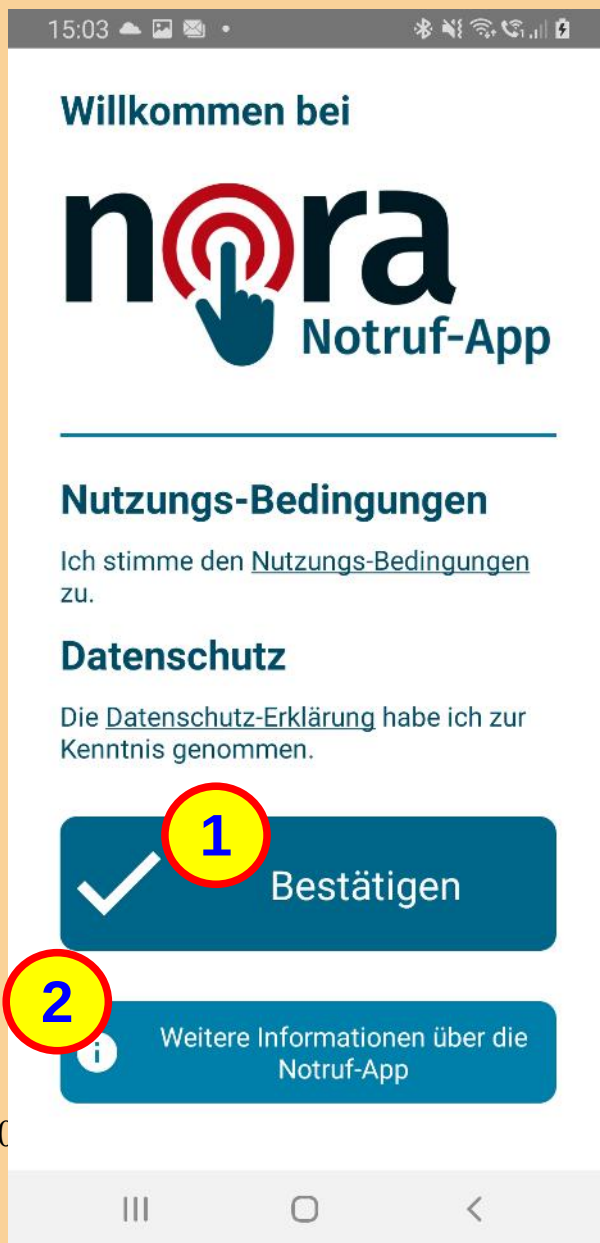 15:03
Willkommen bei
nora
Notruf-App
Nutzungs-Bedingungen
Ich stimme den Nutzungs-Bedingungen
zu.
Datenschutz
Die Datenschutz-Erklärung habe ich zur
Kenntnis genommen.
1
Bestätigen
2
Weitere Informationen über die
Notruf-App